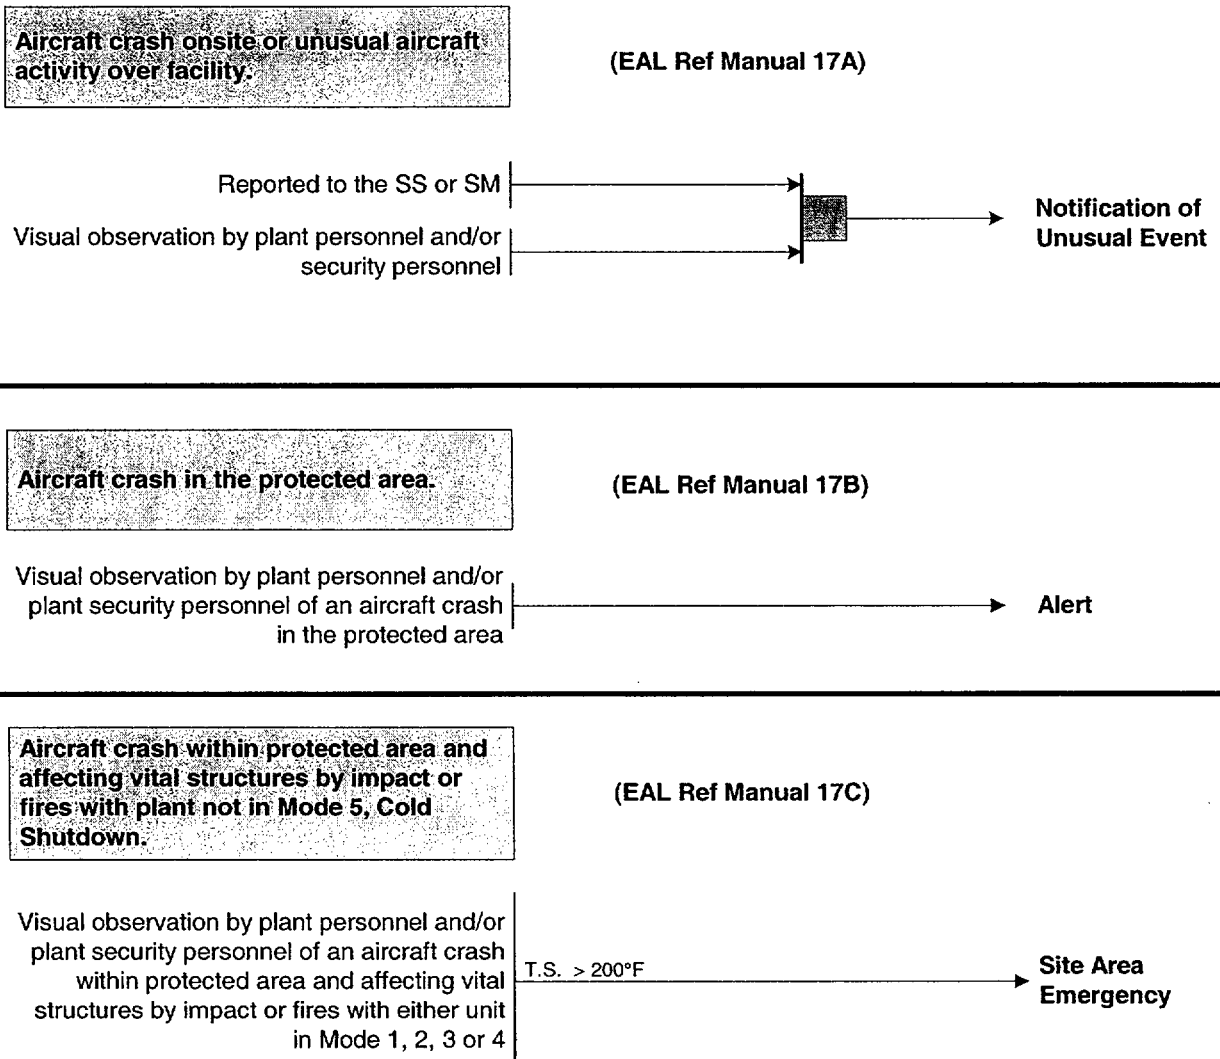 Aircraft crash onsite or unusual aircraft
activity over facility.
(EAL Ref Manual 17A)
Reported to the SS or SM
Visual observation by plant personnel and/or
security personnel
Notification of
Unusual Event
Aircraft crash in the protected area.
(EAL Ref Manual 17B)
Visual observation by plant personnel and/or
plant security personnel of an aircraft crash
in the protected area
Alert
Aircraft crash within protected area and
affecting vital structures by impact or
fires with plant not in Mode 5, Cold
Shutdown.
(EAL Ref Manual 17C)
Visual observation by plant personnel and/or
plant security personnel of an aircraft crash
within protected area and affecting vital
structures by impact or fires with either unit
in Mode 1, 2, 3 or 4
T.S. > 200°F
Site Area
Emergency